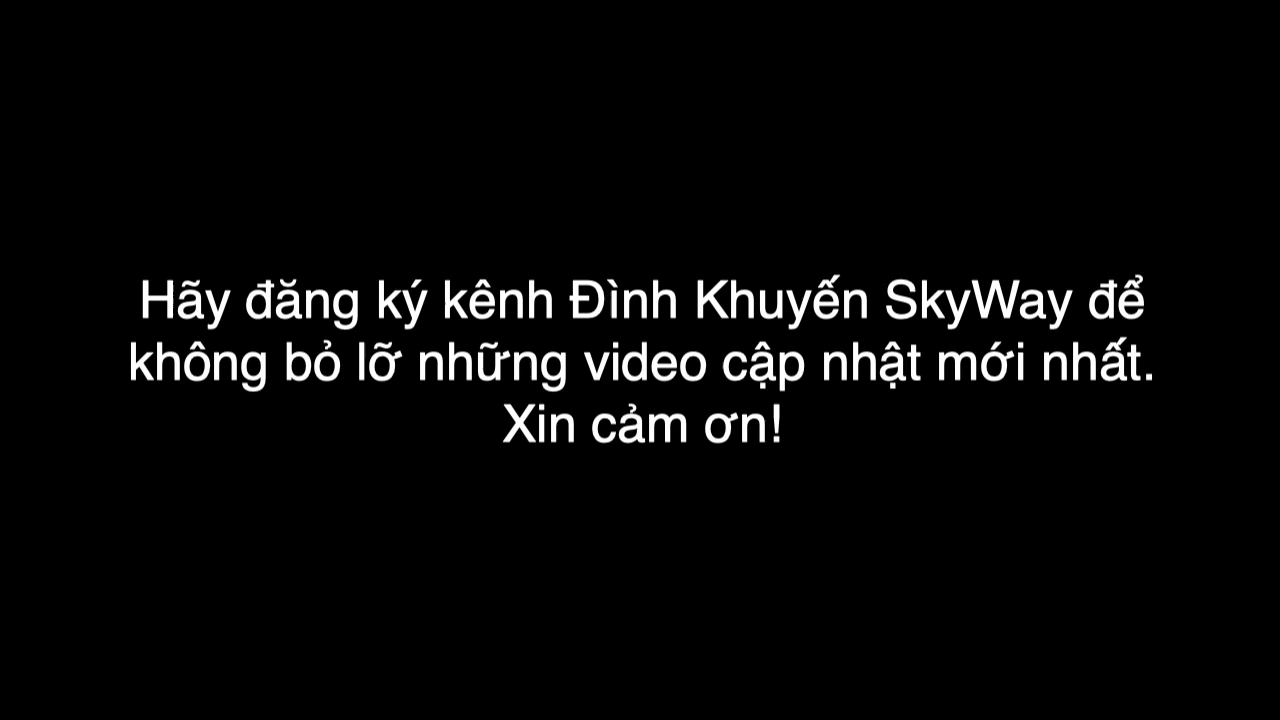 Hãy đăng ký kênh Đình Khuyến SkyWay để
không bỏ lỡ những video cập nhật mới nhất.
Xin cảm ơn!